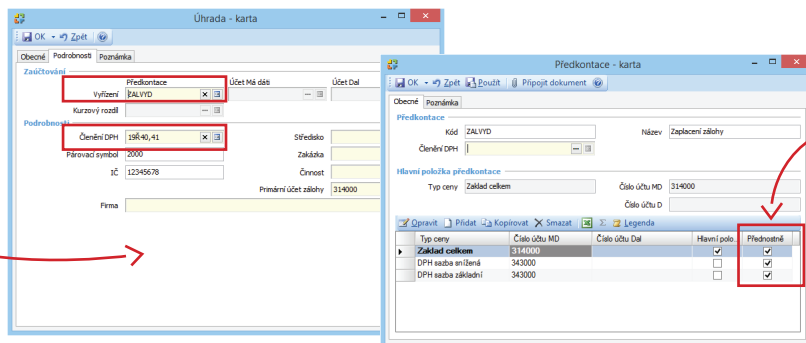 Úhrada - karta
OK Zpět
Obecné Podrobnosti Poznámka
Zaúčtování
Předkontace Účet Má dáti Účet Dal
Vyřízení ZALVYD
Kurzový rozdíl
Podrobnosti
Členění DPH 19Ř40,41 Středisko
Párovací symbol 2000 Zakázka
IČ 12345678 Činnost
Primární účet zálohy 314000
Firma
Předkontace - karta
OK Zpět Použít Připojit dokument
Obecné Poznámka
Předkontace
Kód ZALVYD Název Zaplacení zálohy
Členění DPH
Hlavní položka předkontace
Typ ceny Základ celkem Číslo účtu MD 314000
Číslo účtu D
Opravit Přidat Kopírovat Smazat Σ Legenda
Typ ceny Číslo účtu MD Číslo účtu Dal Hlavní polo... Přednostně
Základ celkem 314000
DPH sazba snížená 343000
DPH sazba základní 343000